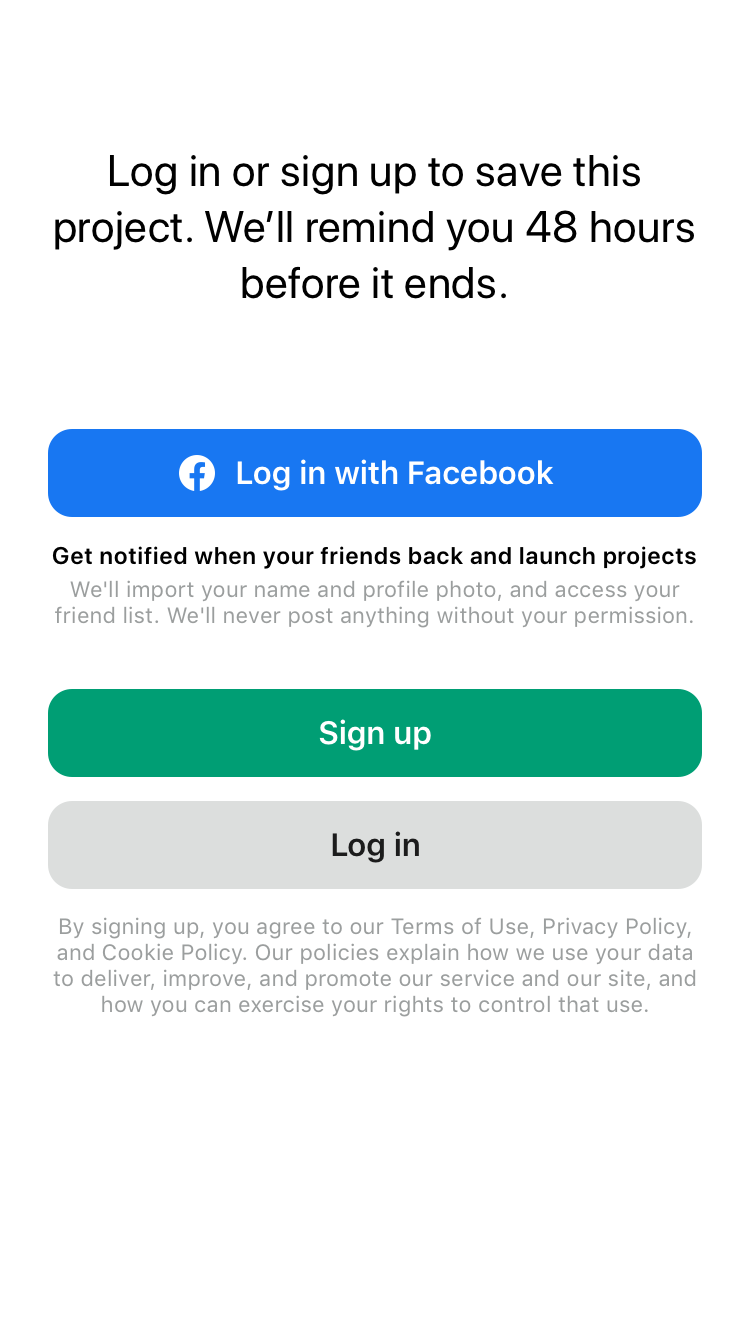 Log in or sign up to save this
project. We’ll remind you 48 hours
before it ends.
Log in with Facebook
Get notified when your friends back and launch projects
We'll import your name and profile photo, and access your
friend list. We'll never post anything without your permission.
Sign up
Log in
By signing up, you agree to our Terms of Use, Privacy Policy,
and Cookie Policy. Our policies explain how we use your data
to deliver, improve, and promote our service and our site, and
how you can exercise your rights to control that use.